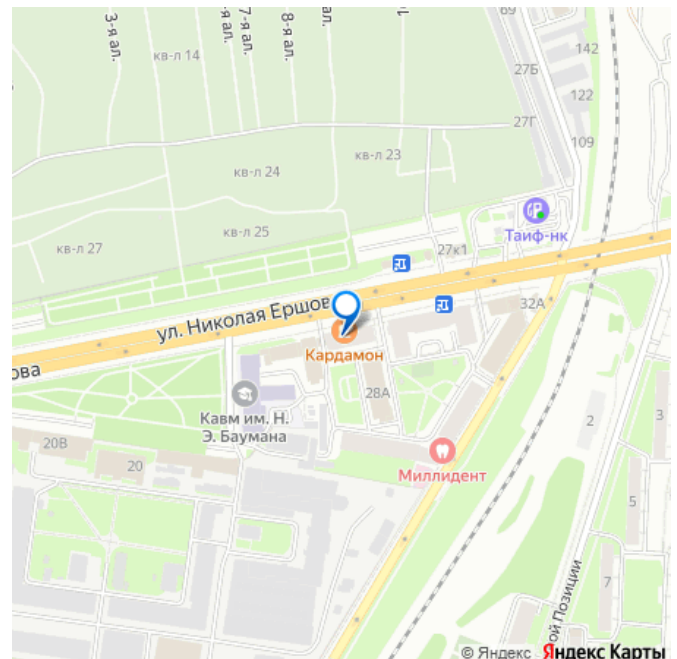 3-я ал.
7-я ал.
8-я ал.
69
142
27Б
122
27Г
109
кв-л 14
кв-л 23
кв-л 24
кв-л 25
кв-л 27
Таиф-нк
27к1
32А
ул. Николая Ершова
ова
Кардамон
28А
Кавм им. Н.
Э. Баумана
Миллидент
20В
20
2
3
5
7
ой Позиции
© Яндекс Яндекс Карты